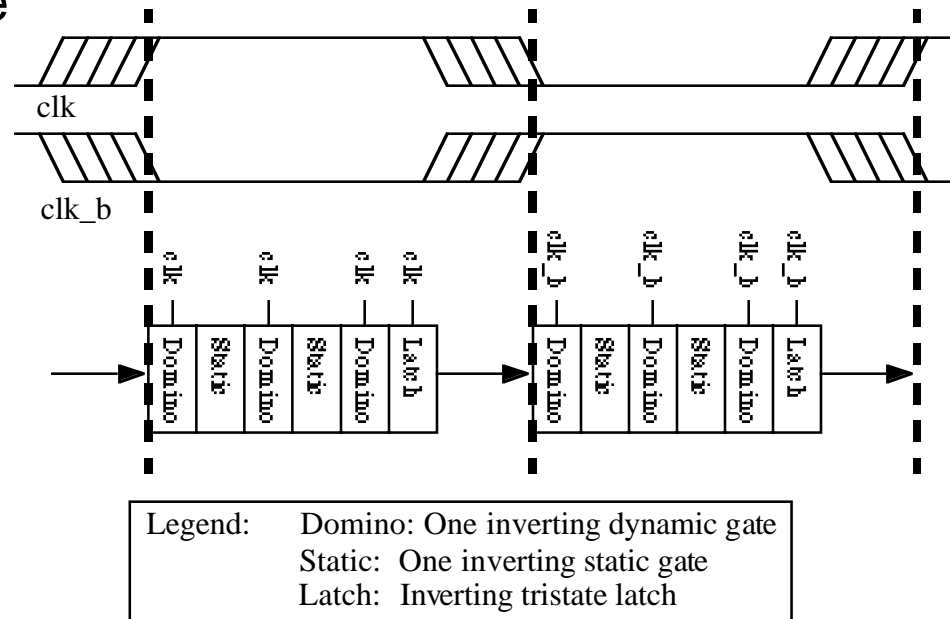 e
clk
clk_b
clk
clk
clk
clk
clk_b
clk_b
clk_b
clk_b
Domino
Static
Domino
Static
Domino
Latch
Domino
Static
Domino
Static
Domino
Latch
Legend: Domino: One inverting dynamic gate
Static: One inverting static gate
Latch: Inverting tristate latch